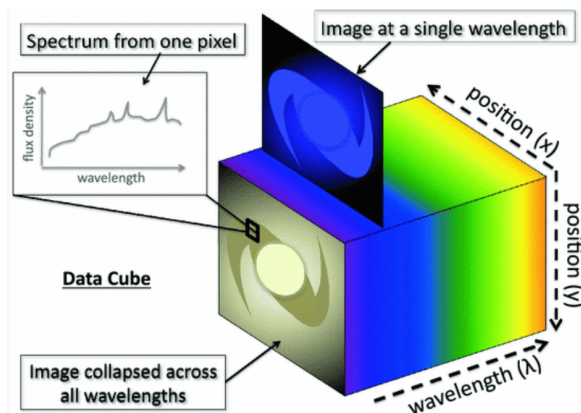 Spectrum from one pixel
Image at a single wavelength
flux density
wavelength
position (x)
position (y)
Data Cube
Image collapsed across
all wavelengths
wavelength (λ)